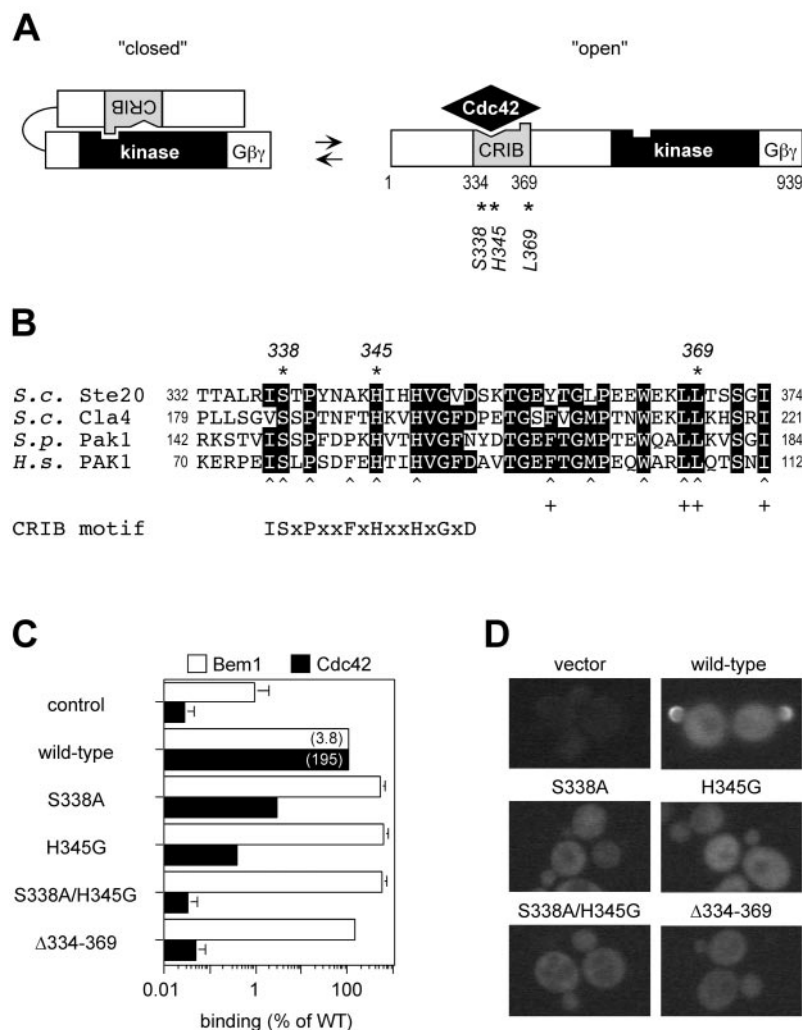 A
"closed"
"open"
CRIB
kinase
Gβγ
Cdc42
CRIB
kinase
Gβγ
1
334
369
939
* * *
S338
H345
L369
B
338
345
369
* * *
S.c. Ste20 332 TTALRISTPYNAKHIHHVGVDSKTGEYTGLPEEWEKLLTSSGI 374
S.c. Cla4 179 PLLSGVSSPTNFTHKVHVGFDPETGSFVGMPTNWEKLLKHSRI 221
S.p. Pak1 142 RKSTVISSPFDPKHVTHVGFNYDTGEFTGMPTEWQALLKVSGI 184
H.s. PAK1 70 KERPEISLPSDFEHTIHVGFDAVTGEFTGMPEQWARLLQTSNI 112
^ ^ ^ ^ ^ ^ ^ ^ ^ ^ ^ ^
+ + + +
CRIB motif ISxPxxFxHxxHxGxD
C
Bem1 Cdc42
control
wild-type (3.8)
(195)
S338A
H345G
S338A/H345G
Δ334-369
0.01 1 100
binding (% of WT)
D
vector wild-type
S338A H345G
S338A/H345G Δ334-369